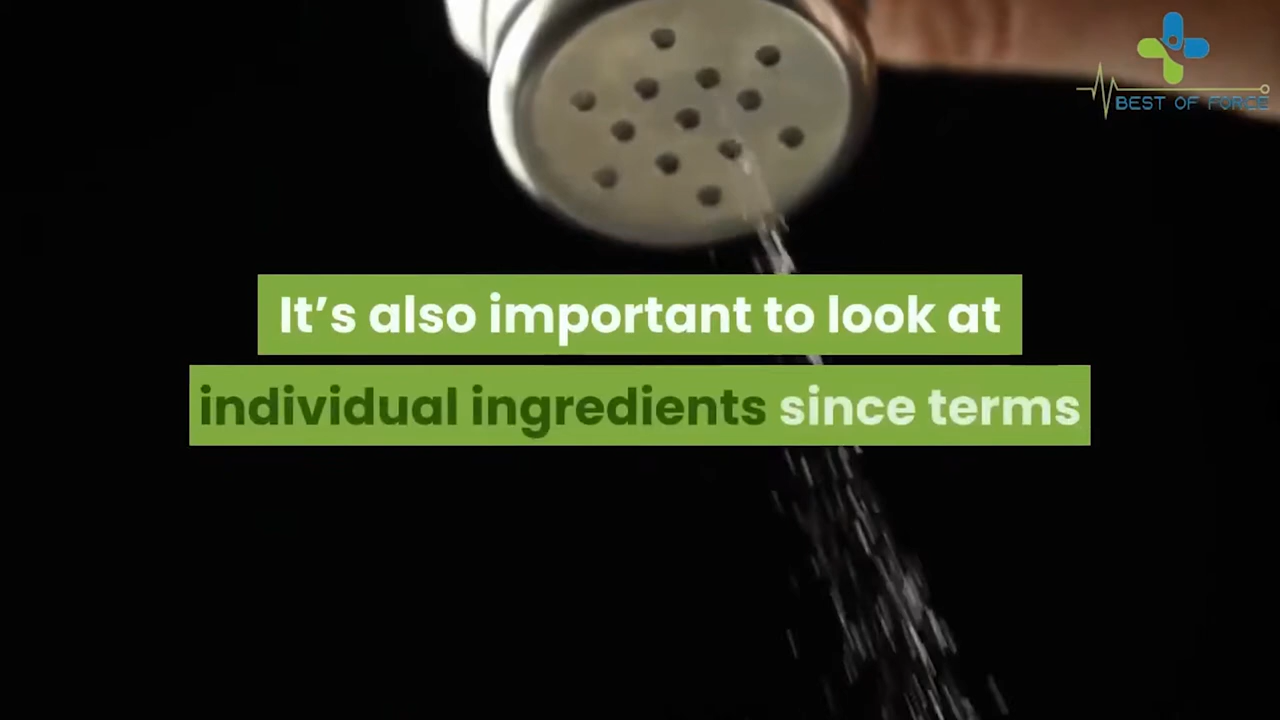 BEST OF FORCE
It’s also important to look at
individual ingredients since terms